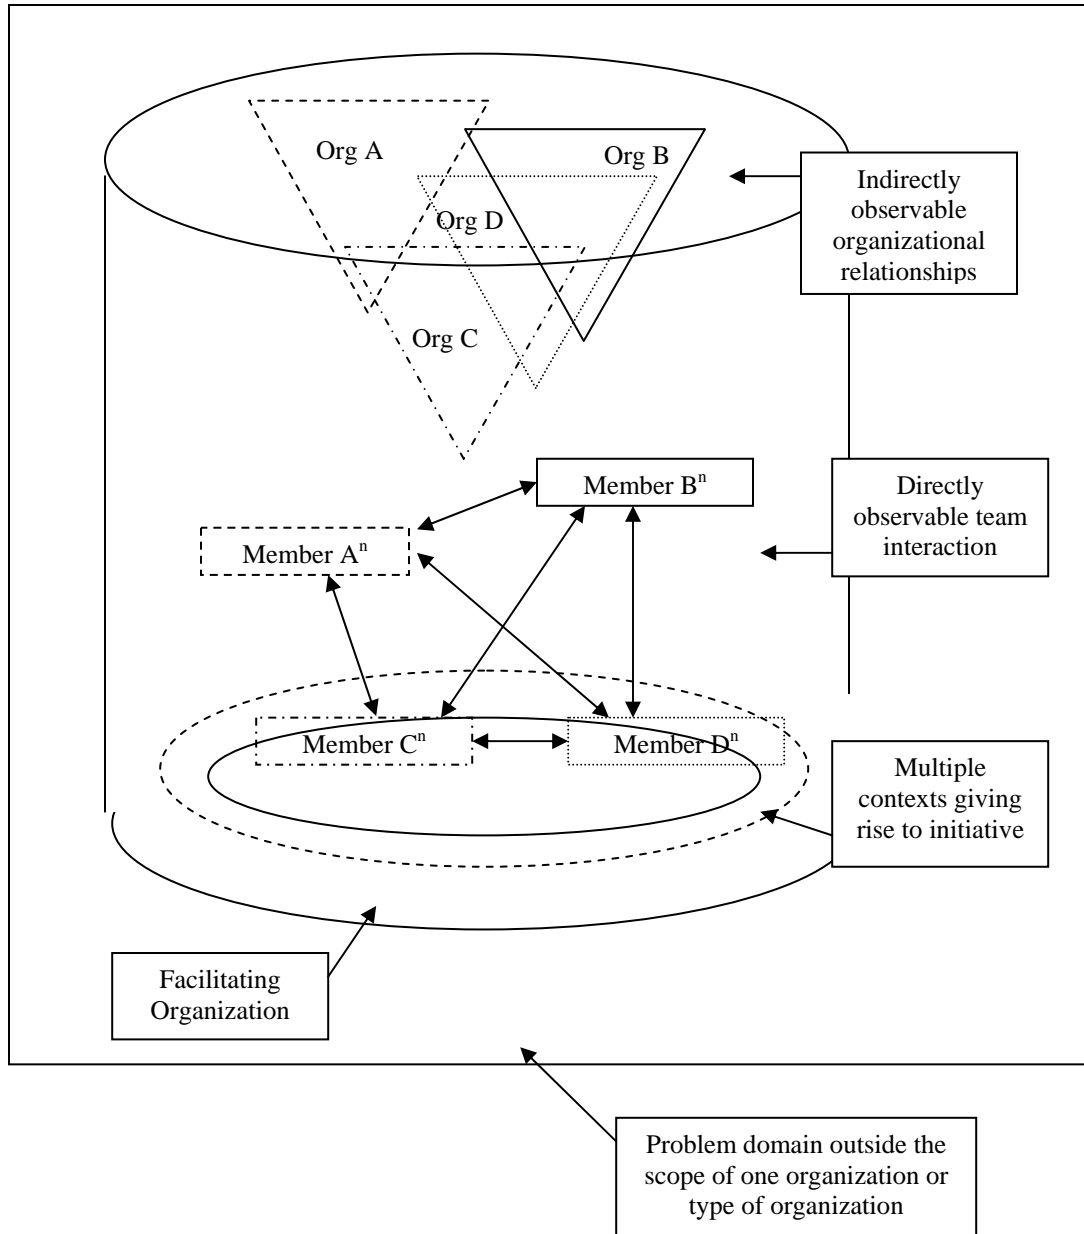 Org A
Org B
Org D
Org C
Indirectly
observable
organizational
relationships
Member Bⁿ
Member Aⁿ
Directly
observable team
interaction
Member Cⁿ
Member Dⁿ
Multiple
contexts giving
rise to initiative
Facilitating
Organization
Problem domain outside the
scope of one organization or
type of organization